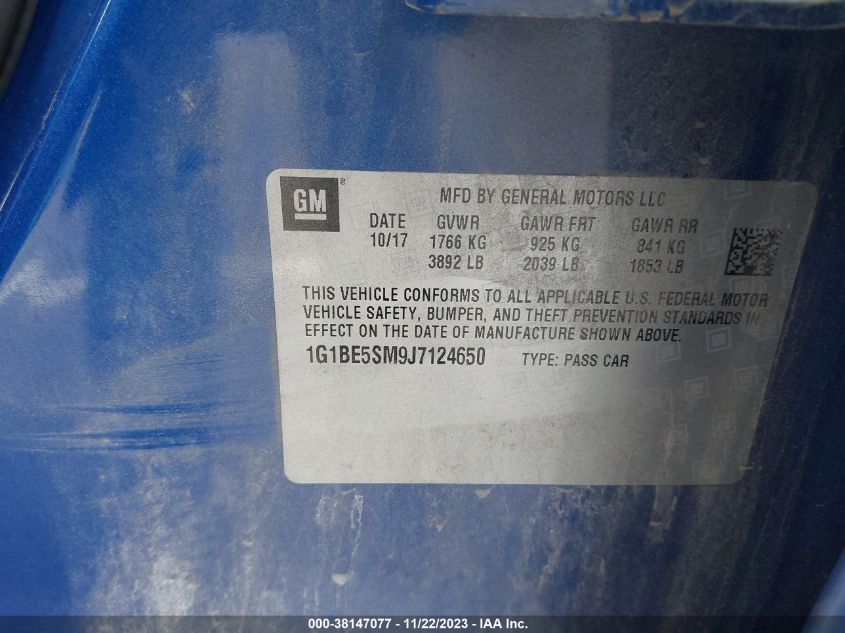 GM®
MFD BY GENERAL MOTORS LLC
DATE GVWR GAWR FRT GAWR RR
10/17 1766 KG 925 KG 841 KG
3892 LB 2039 LB 1853 LB
THIS VEHICLE CONFORMS TO ALL APPLICABLE U.S. FEDERAL MOTOR
VEHICLE SAFETY, BUMPER, AND THEFT PREVENTION STANDARDS IN
EFFECT ON THE DATE OF MANUFACTURE SHOWN ABOVE.
1G1BE5SM9J7124650 TYPE: PASS CAR
000-38147077 - 11/22/2023 - IAA Inc.